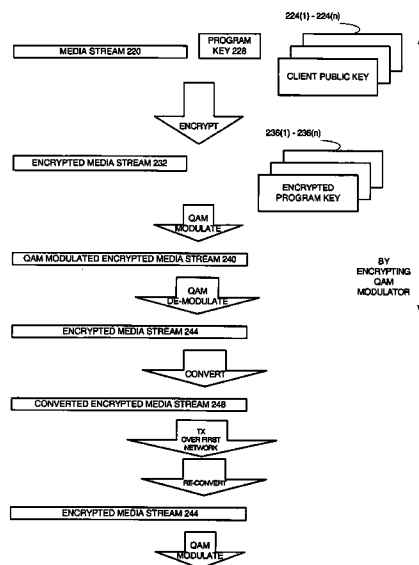 224(1) - 224(n)
MEDIA STREAM 220
PROGRAM
KEY 228
CLIENT PUBLIC KEY
ENCRYPT
236(1) - 236(n)
ENCRYPTED MEDIA STREAM 232
ENCRYPTED
PROGRAM KEY
QAM
MODULATE
QAM MODULATED ENCRYPTED MEDIA STREAM 240
BY
ENCRYPTING
QAM
MODULATOR
QAM
DE-MODULATE
ENCRYPTED MEDIA STREAM 244
CONVERT
CONVERTED ENCRYPTED MEDIA STREAM 248
TX
OVER FIRST
NETWORK
RE-CONVERT
ENCRYPTED MEDIA STREAM 244
QAM
MODULATE